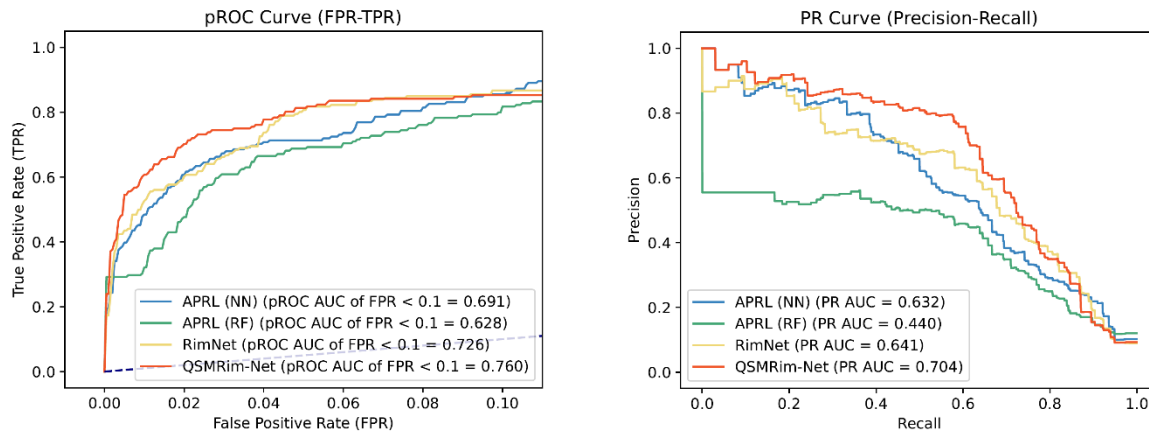 pROC Curve (FPR-TPR)
True Positive Rate (TPR)
1.0
0.8
0.6
0.4
0.2
0.0
APRL (NN) (pROC AUC of FPR < 0.1 = 0.691)
APRL (RF) (pROC AUC of FPR < 0.1 = 0.628)
RimNet (pROC AUC of FPR < 0.1 = 0.726)
QSMRim-Net (pROC AUC of FPR < 0.1 = 0.760)
0.00 0.02 0.04 0.06 0.08 0.10
False Positive Rate (FPR)
PR Curve (Precision-Recall)
Precision
1.0
0.8
0.6
0.4
0.2
0.0
APRL (NN) (PR AUC = 0.632)
APRL (RF) (PR AUC = 0.440)
RimNet (PR AUC = 0.641)
QSMRim-Net (PR AUC = 0.704)
0.0 0.2 0.4 0.6 0.8 1.0
Recall